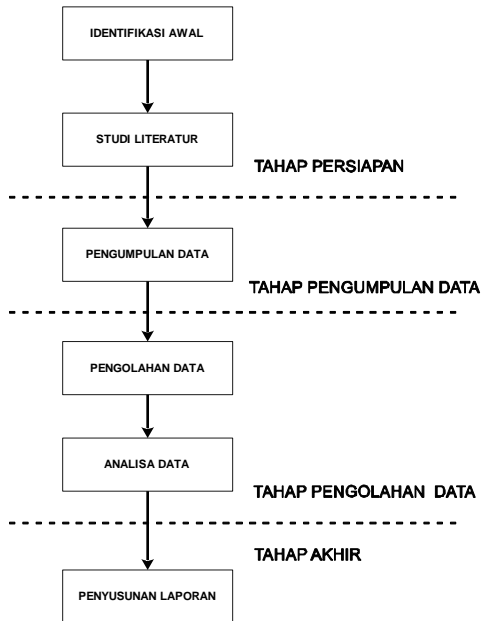 IDENTIFIKASI AWAL
STUDI LITERATUR
TAHAP PERSIAPAN
PENGUMPULAN DATA
TAHAP PENGUMPULAN DATA
PENGOLAHAN DATA
ANALISA DATA
TAHAP PENGOLAHAN DATA
TAHAP AKHIR
PENYUSUNAN LAPORAN